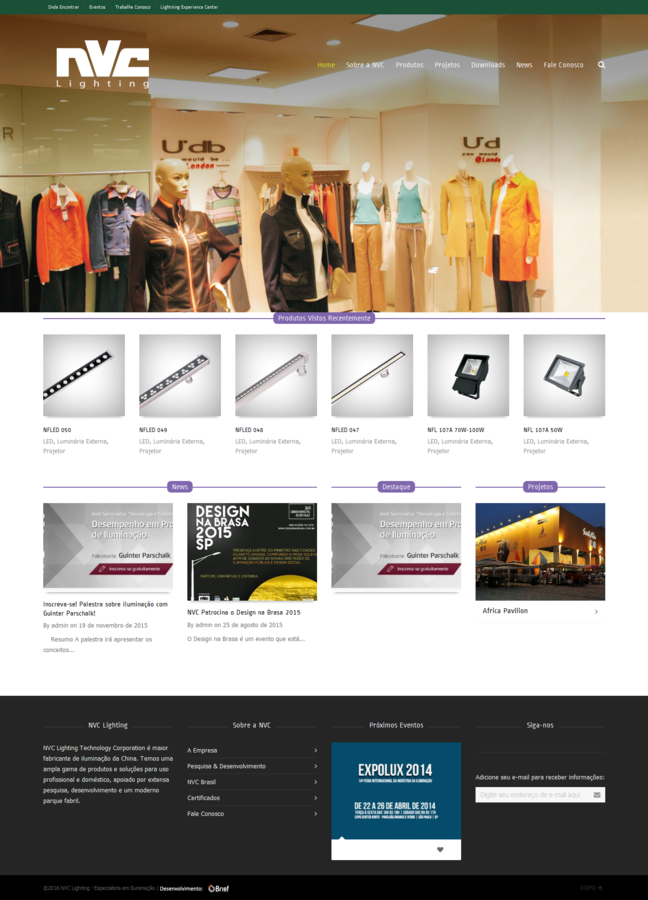 Onde Encontrar Eventos Trabalhe Conosco Lightning Experience Center
nvc
Lighting
Home Sobre a NVC Produtos Projetos Downloads News Fale Conosco
U'db
would be
London
Produtos Vistos Recentemente
NFLED 050
LED, Luminária Externa,
Projetor
NFLED 049
LED, Luminária Externa,
Projetor
NFLED 048
LED, Luminária Externa,
Projetor
NFLED 047
LED, Luminária Externa,
Projetor
NFL 107A 70W-100W
LED, Luminária Externa,
Projetor
NFL 107A 50W
LED, Luminária Externa,
Projetor
News
Desempenho em Pro
de Iluminação
Palestrante Guinter Parschalk
Inscreva-se gratuitamente
Inscreva-se! Palestra sobre iluminação com
Guinter Parschalk!
By admin on 19 de novembro de 2015
Resumo A palestra irá apresentar os
conceitos...
DESIGN
NA BRASA
2015
SP
NVC Patrocina o Design na Brasa 2015
By admin on 25 de agosto de 2015
O Design na Brasa é um evento que está...
Destaque
Desempenho em Pro
de Iluminação
Palestrante Guinter Parschalk
Inscreva-se gratuitamente
Projetos
Africa Pavilion
NVC Lighting
NVC Lighting Technology Corporation é maior
fabricante de iluminação da China. Temos uma
ampla gama de produtos e soluções para uso
profissional e doméstico, apoiado por extensa
pesquisa, desenvolvimento e um moderno
parque fabril.
Sobre a NVC
A Empresa
Pesquisa & Desenvolvimento
NVC Brasil
Certificados
Fale Conosco
Próximos Eventos
EXPOLUX 2014
DE 22 A 26 DE ABRIL DE 2014
Siga-nos
Adicione seu e-mail para receber informações:
Digite seu endereço de e-mail aqui
©2016 NVC Lighting - Especialista em Iluminação / Desenvolvimento: Bnef
TOPO